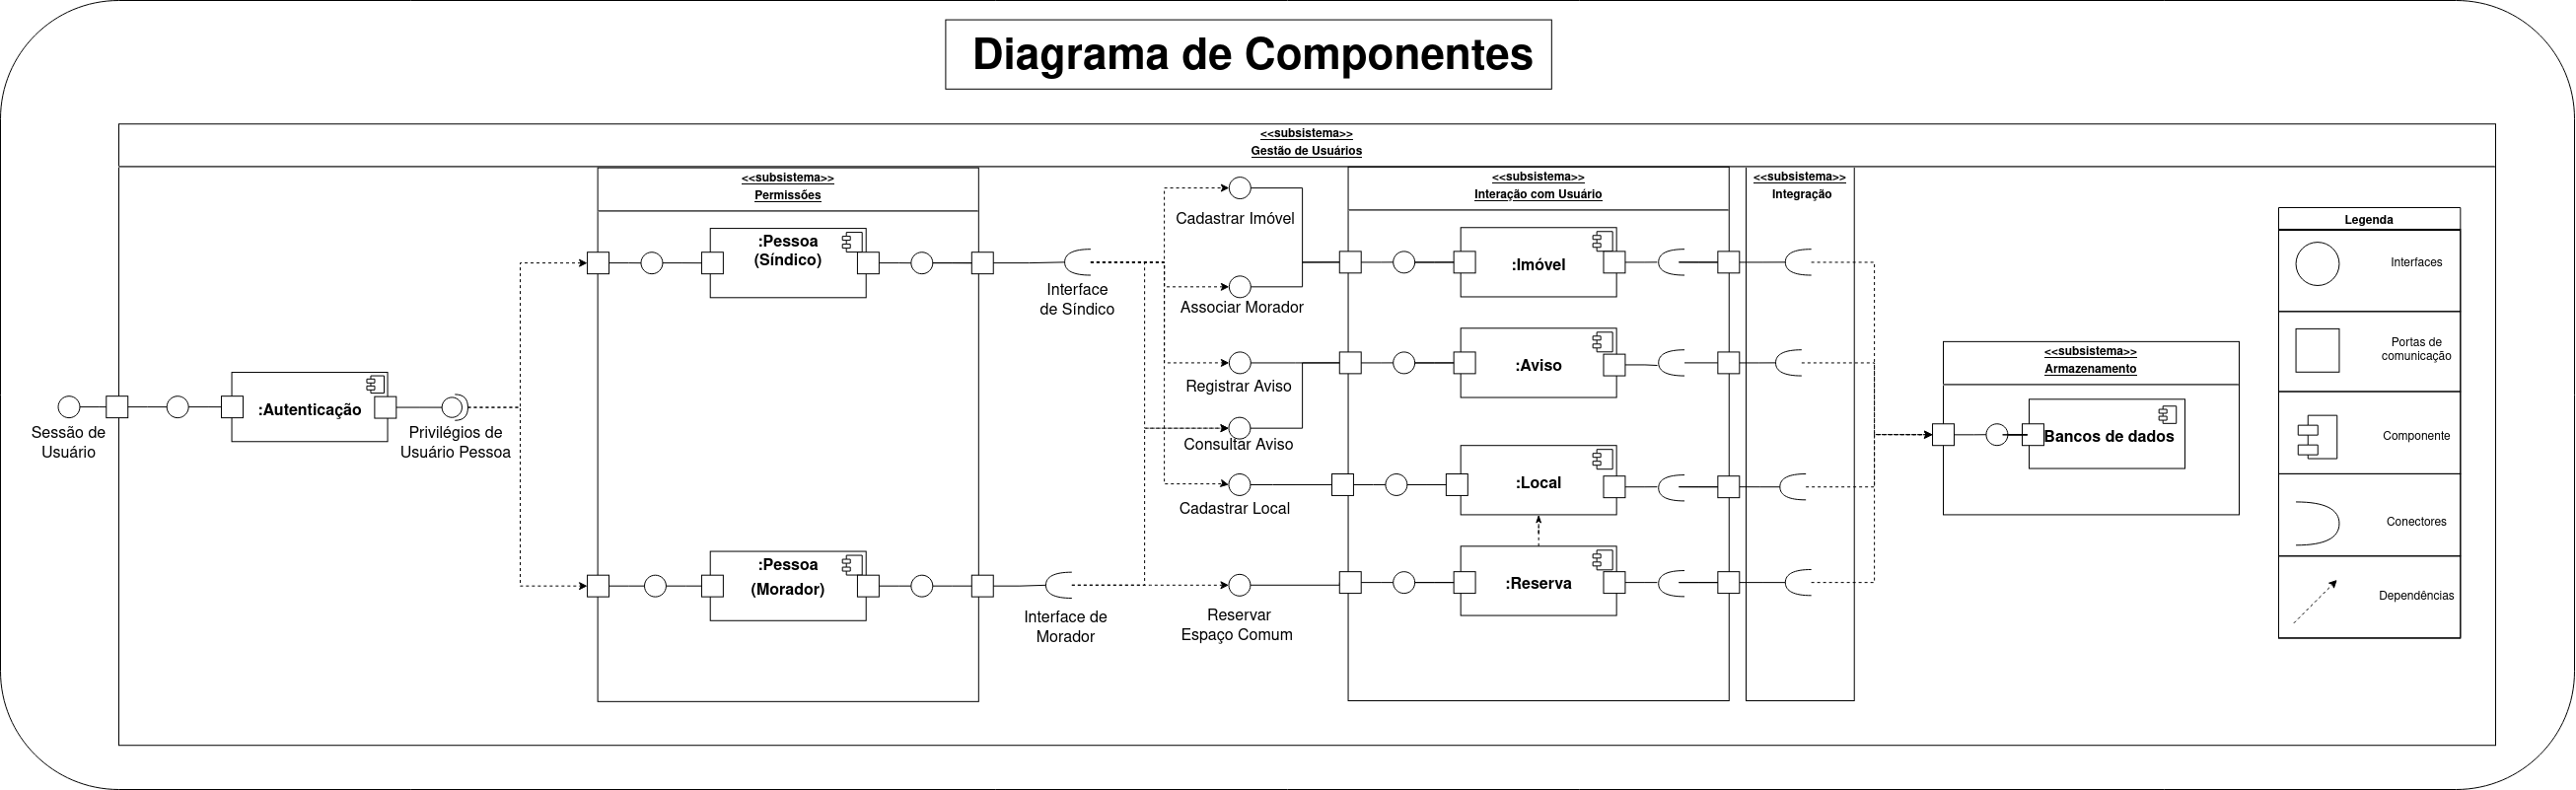 Diagrama de Componentes
<<subsistema>>
Gestão de Usuários
Sessão de
Usuário
:Autenticação
Privilégios de
Usuário Pessoa
<<subsistema>>
Permissões
:Pessoa
(Síndico)
:Pessoa
(Morador)
Interface
de Síndico
Interface de
Morador
Cadastrar Imóvel
Associar Morador
Registrar Aviso
Consultar Aviso
Cadastrar Local
Reservar
Espaço Comum
<<subsistema>>
Interação com Usuário
:Imóvel
:Aviso
:Local
:Reserva
<<subsistema>>
Integração
<<subsistema>>
Armazenamento
Bancos de dados
Legenda
Interfaces
Portas de
comunicação
Componente
Conectores
Dependências